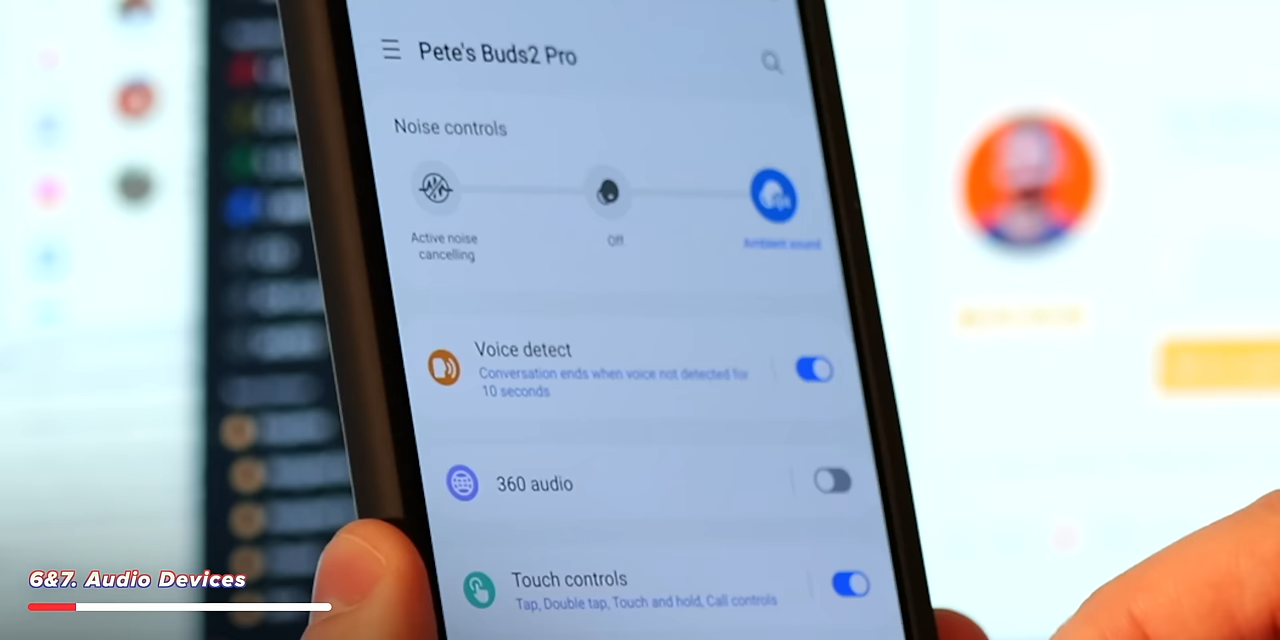 Pete's Buds2 Pro
Noise controls
Active noise
cancelling
Off
Ambient sound
Voice detect
Conversation ends when voice not detected for
10 seconds
360 audio
Touch controls
Tap, Double tap, Touch and hold, Call controls
6&7. Audio Devices